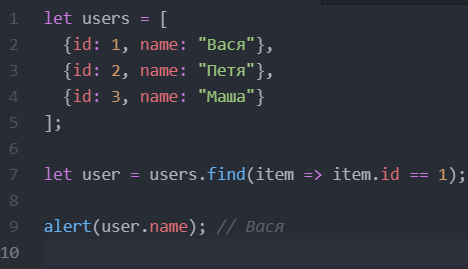 1 let users = [
2   {id: 1, name: "Вася"},
3   {id: 2, name: "Петя"},
4   {id: 3, name: "Маша"}
5 ];
6
7 let user = users.find(item => item.id == 1);
8
9 alert(user.name); // Вася
10